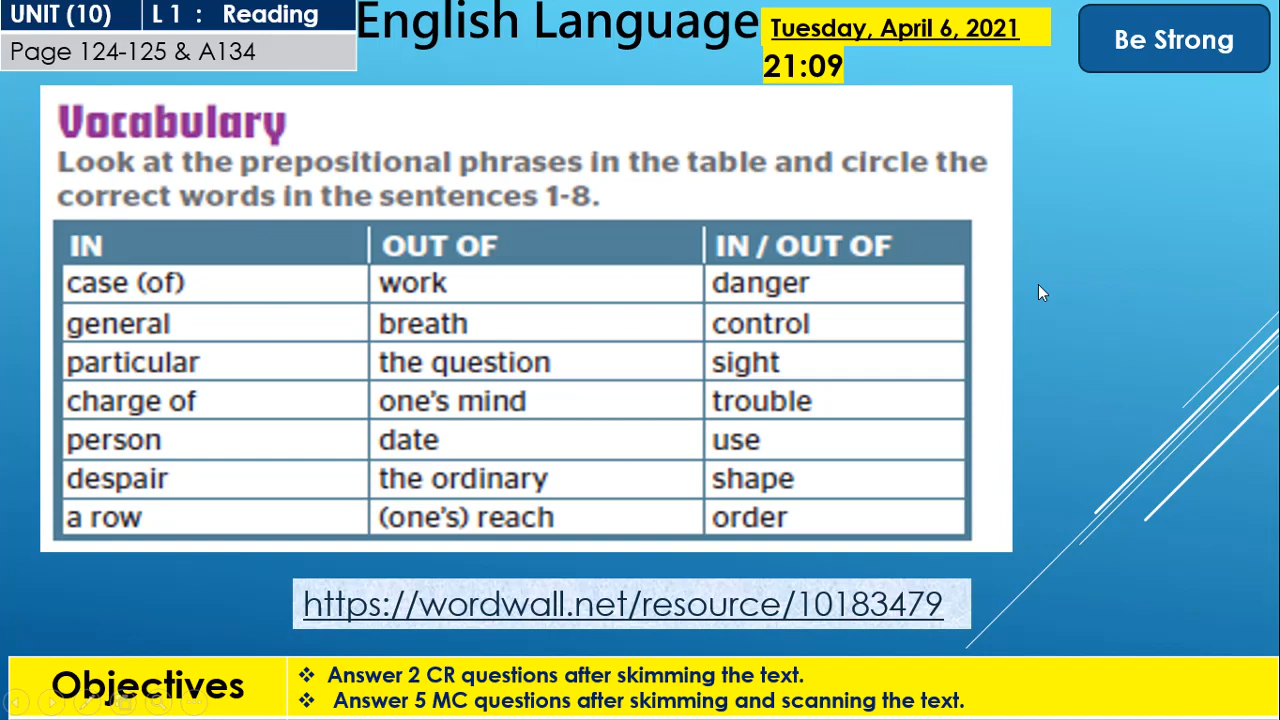 UNIT (10) L 1 : Reading
Page 124-125 & A134
English Language
Tuesday, April 6, 2021
21:09
Be Strong
Vocabulary
Look at the prepositional phrases in the table and circle the
correct words in the sentences 1-8.
IN OUT OF IN / OUT OF
case (of) work danger
general breath control
particular the question sight
charge of one's mind trouble
person date use
despair the ordinary shape
a row (one's) reach order
https://wordwall.net/resource/10183479
Objectives
❖ Answer 2 CR questions after skimming the text.
❖ Answer 5 MC questions after skimming and scanning the text.